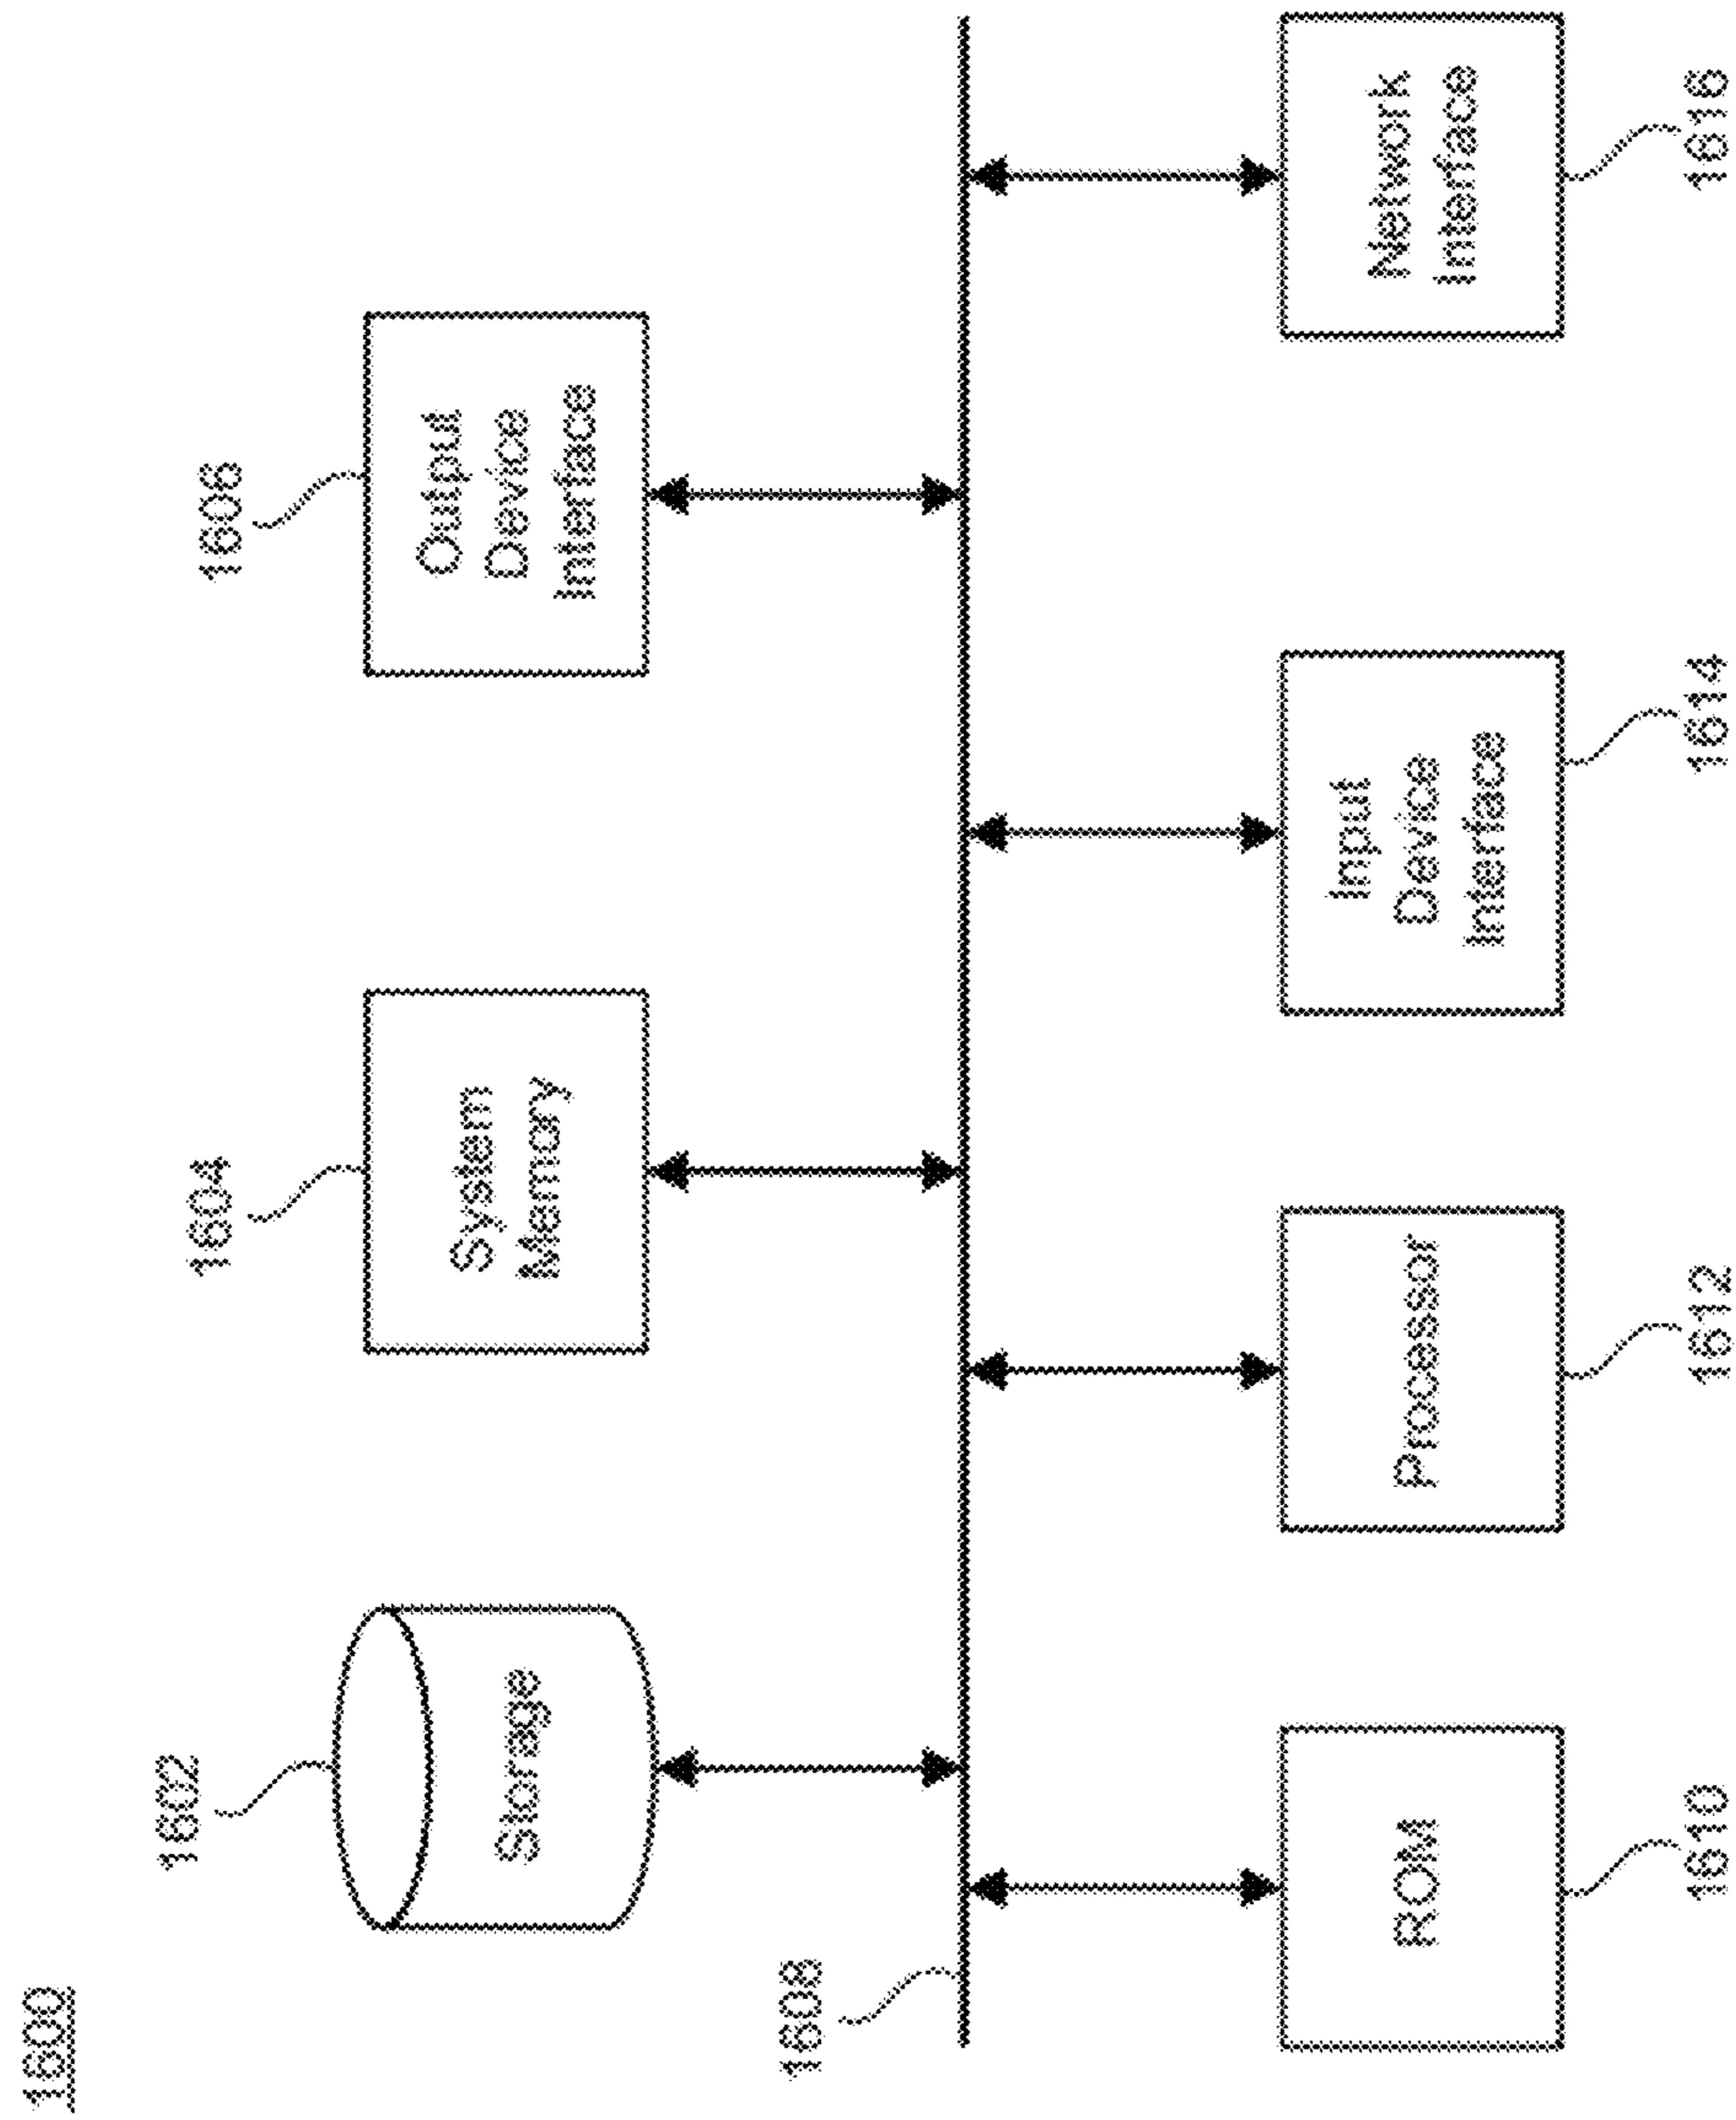 1600
1602
Storage
1604
System
Memory
1606
Output
Device
Interface
1608
ROM
1610
Processor
1612
Input
Device
Interface
1614
Network
Interface
1616